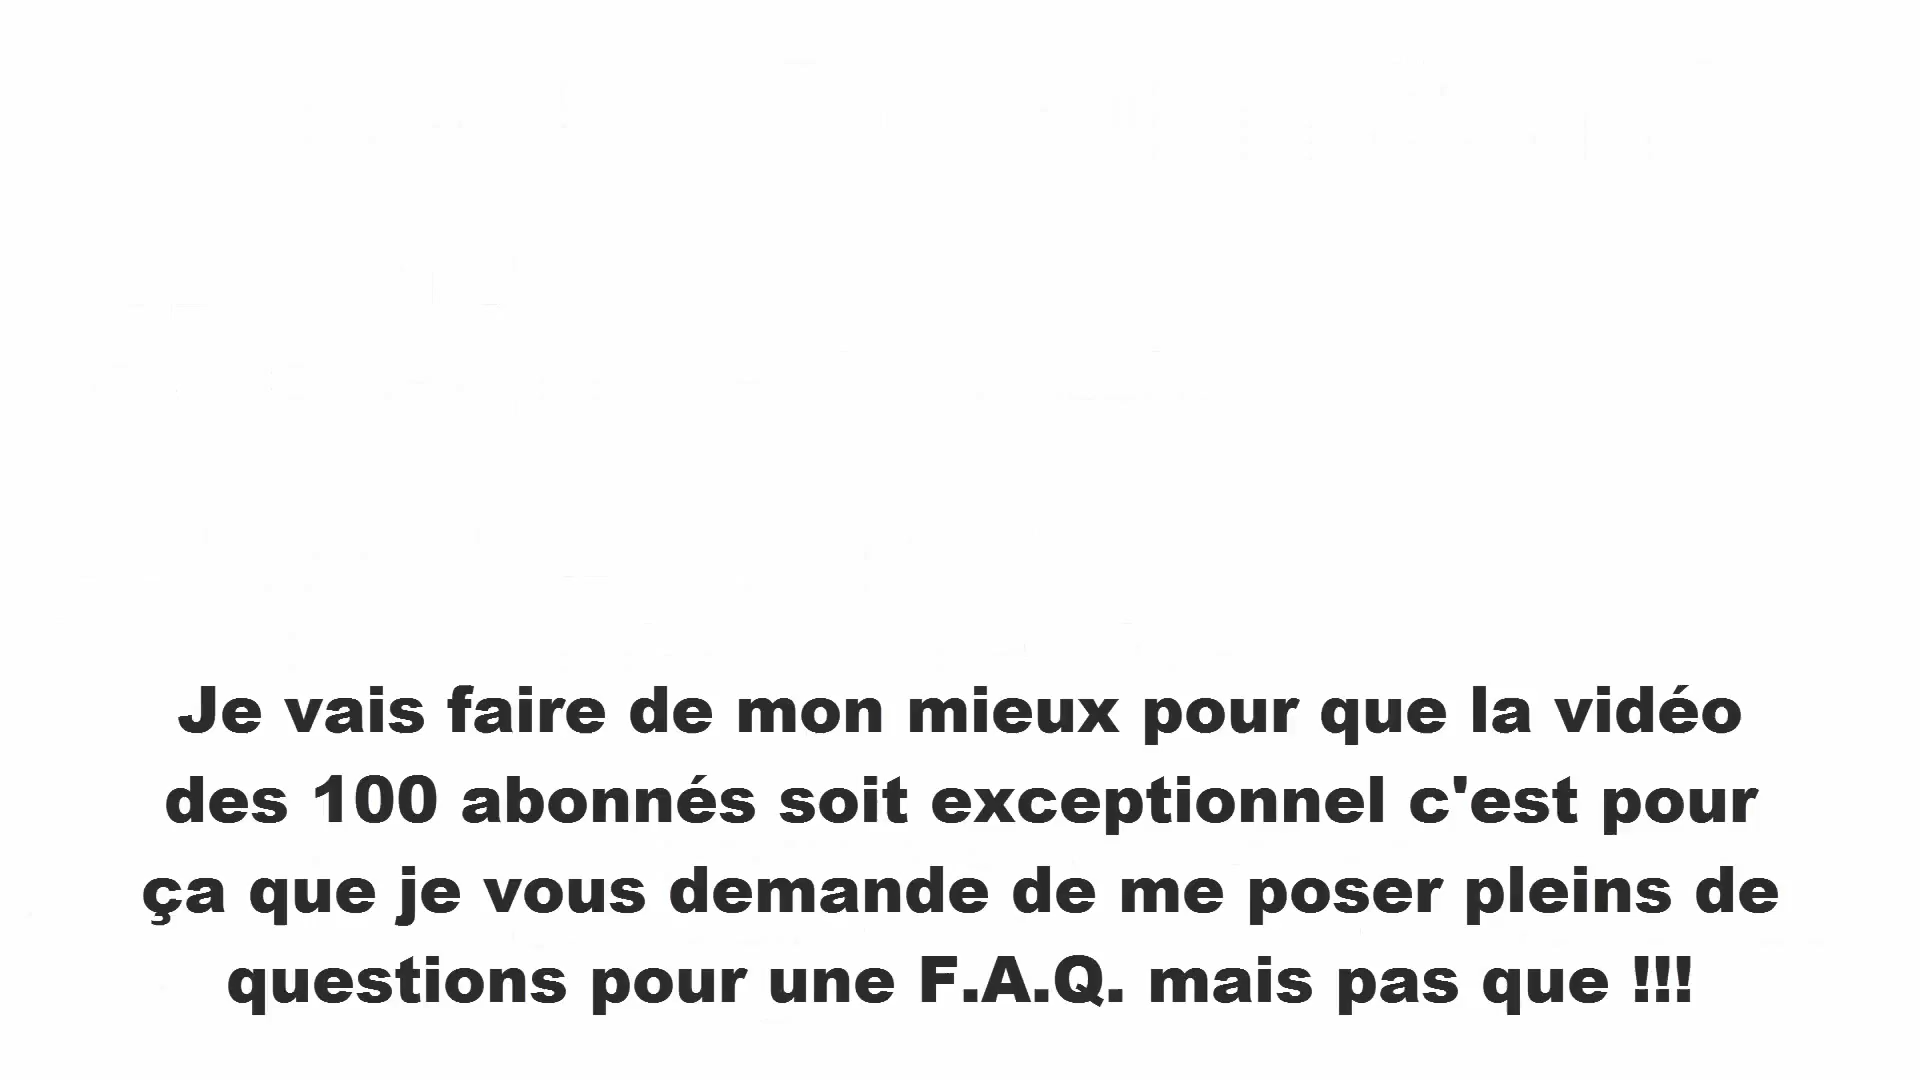 Je vais faire de mon mieux pour que la vidéo
des 100 abonnés soit exceptionnel c'est pour
ça que je vous demande de me poser pleins de
questions pour une F.A.Q. mais pas que !!!